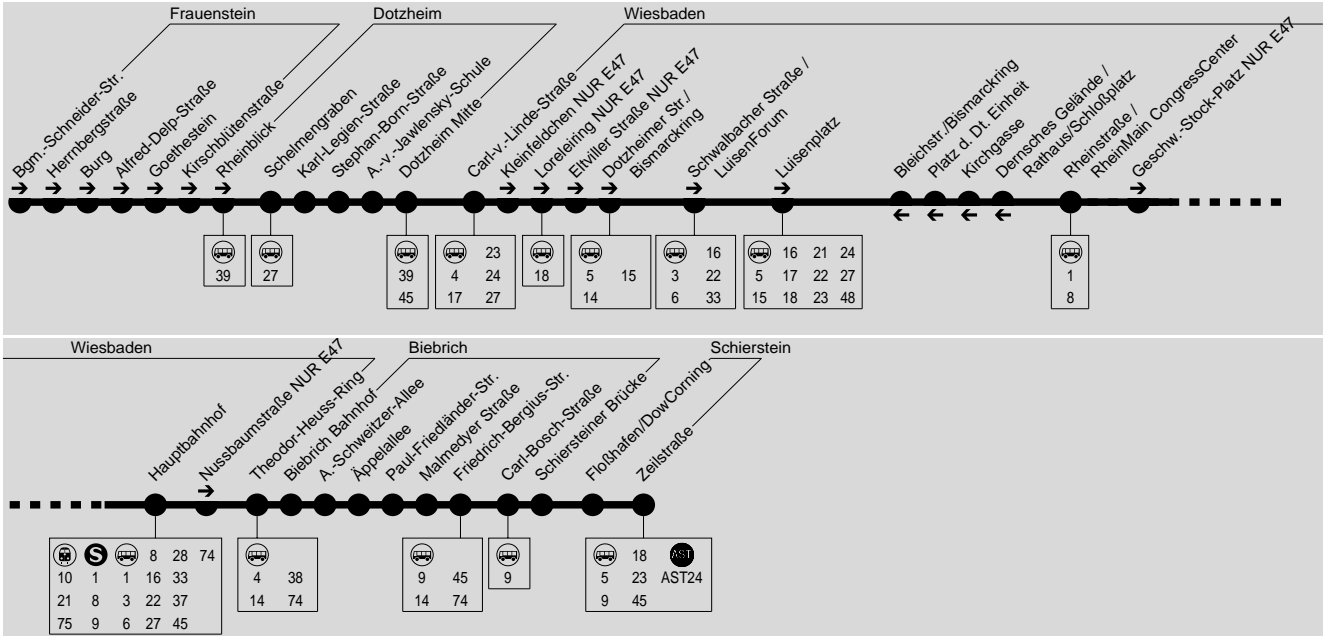 Frauenstein
Dotzheim
Wiesbaden
Bgm.-Schneider-Str.
Herrnbergstraße
Burg
Alfred-Delp-Straße
Goethestein
Kirschblütenstraße
Rheinblick
Schelmengraben
Karl-Legien-Straße
Stephan-Born-Straße
A.-v.-Jawlensky-Schule
Dotzheim Mitte
Carl-v.-Linde-Straße
Kleinfeldchen NUR E47
Loreleiring NUR E47
Eltviller Straße NUR E47
Dotzheimer Str./
Bismarckring
Schwalbacher Straße /
LuisenForum
Luisenplatz
Bleichstr./Bismarckring
Platz d. Dt. Einheit
Kirchgasse
Dernsches Gelände /
Rathaus/Schloßplatz
Rheinstraße /
RheinMain CongressCenter
Geschw.-Stock-Platz NUR E47
39
27
39
45
23
4 24
17 27
18
5 15
14
16
3 22
6 33
16 21 24
5 17 22 27
15 18 23 48
1
8
Wiesbaden
Biebrich
Schierstein
Hauptbahnhof
Nussbaumstraße NUR E47
Theodor-Heuss-Ring
Biebrich Bahnhof
A.-Schweitzer-Allee
Äppelallee
Paul-Friedländer-Str.
Malmedyer Straße
Friedrich-Bergius-Str.
Carl-Bosch-Straße
Schiersteiner Brücke
Floßhafen/DowCorning
Zeilstraße
S 8 28 74
10 1 1 16 33
21 8 3 22 37
75 9 6 27 45
4 38
14 74
9 45
14 74
9
18 AST
5 23 AST24
9 45